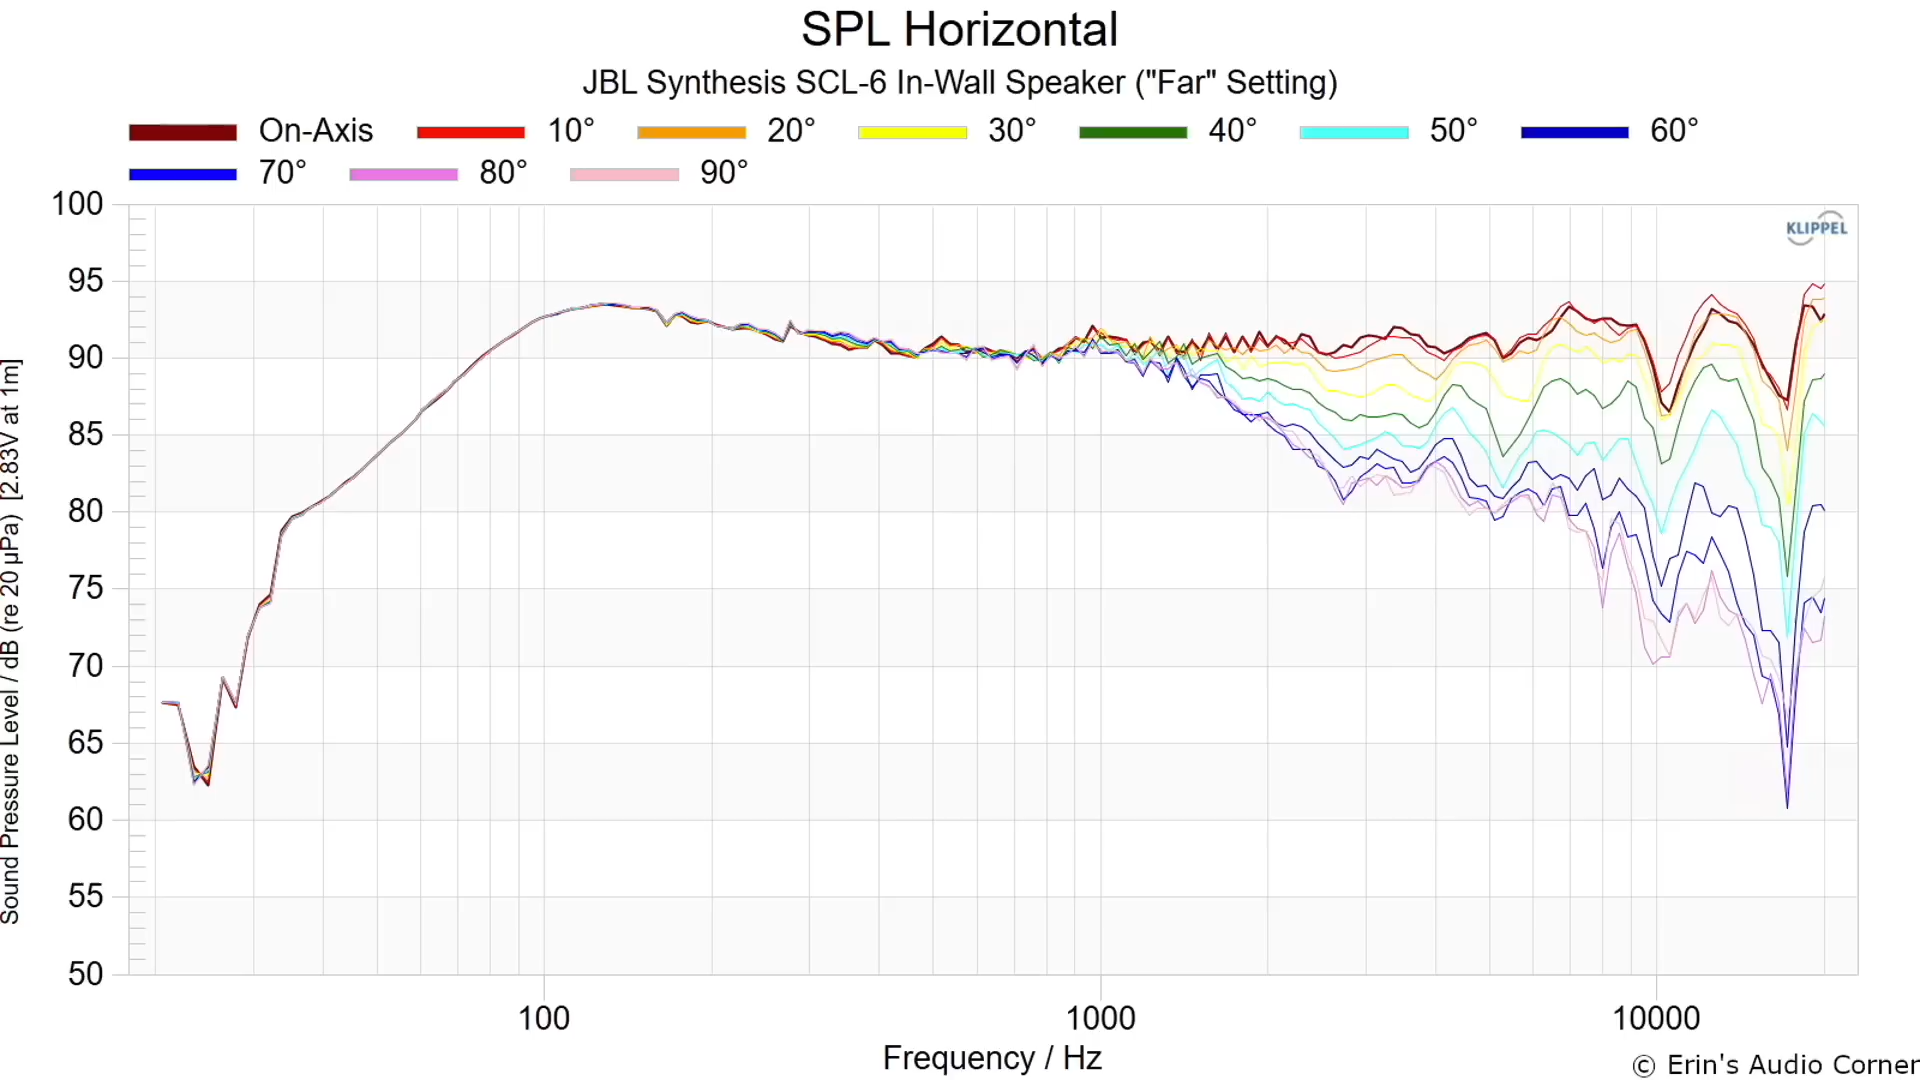 SPL Horizontal
JBL Synthesis SCL-6 In-Wall Speaker ("Far" Setting)
On-Axis 10° 20° 30° 40° 50° 60°
70° 80° 90°
KLIPPEL
100
95
90
85
80
75
70
65
60
55
50
Sound Pressure Level / dB (re 20 µPa) [2.83V at 1m]
100 1000 10000
Frequency / Hz
© Erin's Audio Corner